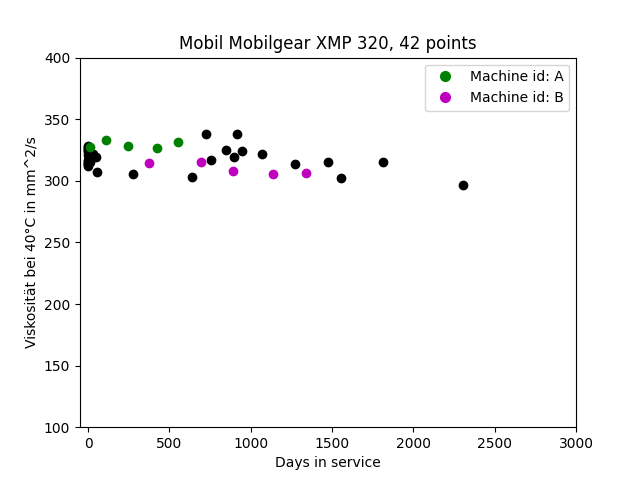 Mobil Mobilgear XMP 320, 42 points
Machine id: A
Machine id: B
Viskosität bei 40°C in mm^2/s
400
350
300
250
200
150
100
0 500 1000 1500 2000 2500 3000
Days in service